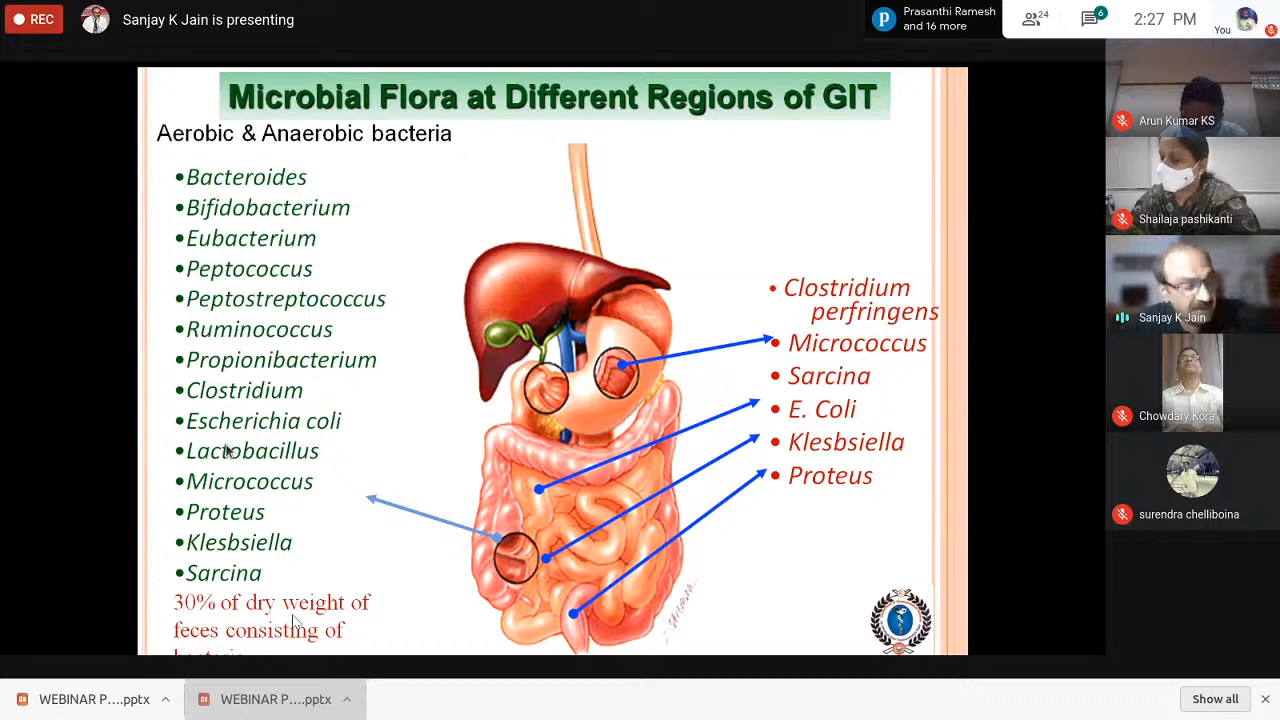 REC
Sanjay K Jain is presenting
P
Prasanthi Ramesh
and 16 more
24
6
2:27 PM
You
Microbial Flora at Different Regions of GIT
Aerobic & Anaerobic bacteria
•Bacteroides
•Bifidobacterium
•Eubacterium
•Peptococcus
•Peptostreptococcus
•Ruminococcus
•Propionibacterium
•Clostridium
•Escherichia coli
•Lactobacillus
•Micrococcus
•Proteus
•Klesbsiella
•Sarcina
30% of dry weight of
feces consisting of
• Clostridium
perfringens
• Micrococcus
• Sarcina
• E. Coli
• Klesbsiella
• Proteus
Arun Kumar KS
Shailaja pashikanti
Sanjay K Jain
Chowdary Kora
surendra chelliboina
WEBINAR P....pptx
WEBINAR P....pptx
Show all